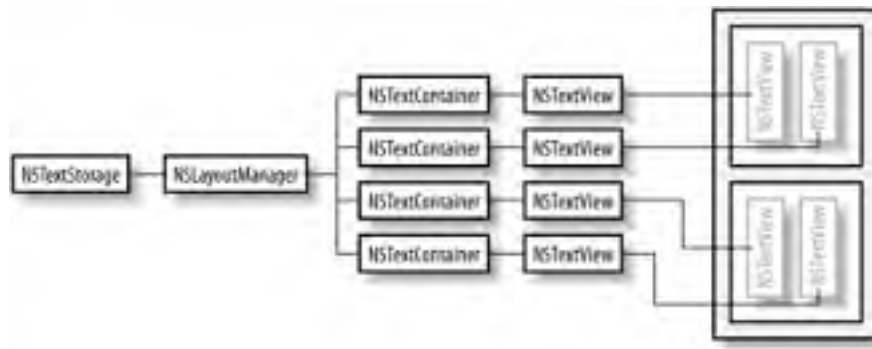 NSTextStorage
NSLayoutManager
NSTextContainer
NSTextView
NSTextContainer
NSTextView
NSTextContainer
NSTextView
NSTextContainer
NSTextView
NSTextView
NSTextView
NSTextView
NSTextView